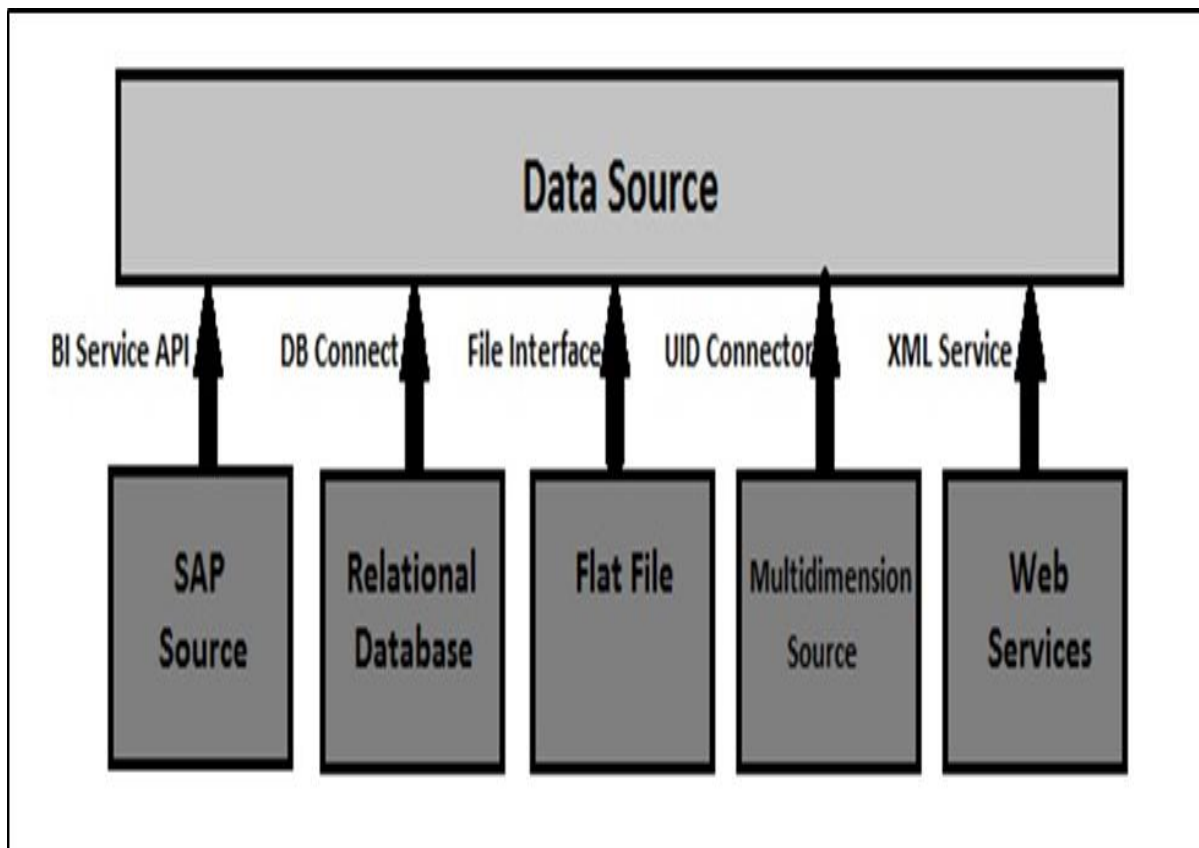 Data Source
BI Service API
DB Connect
File Interface
UID Connector
XML Service
SAP
Source
Relational
Database
Flat File
Multidimension
Source
Web
Services